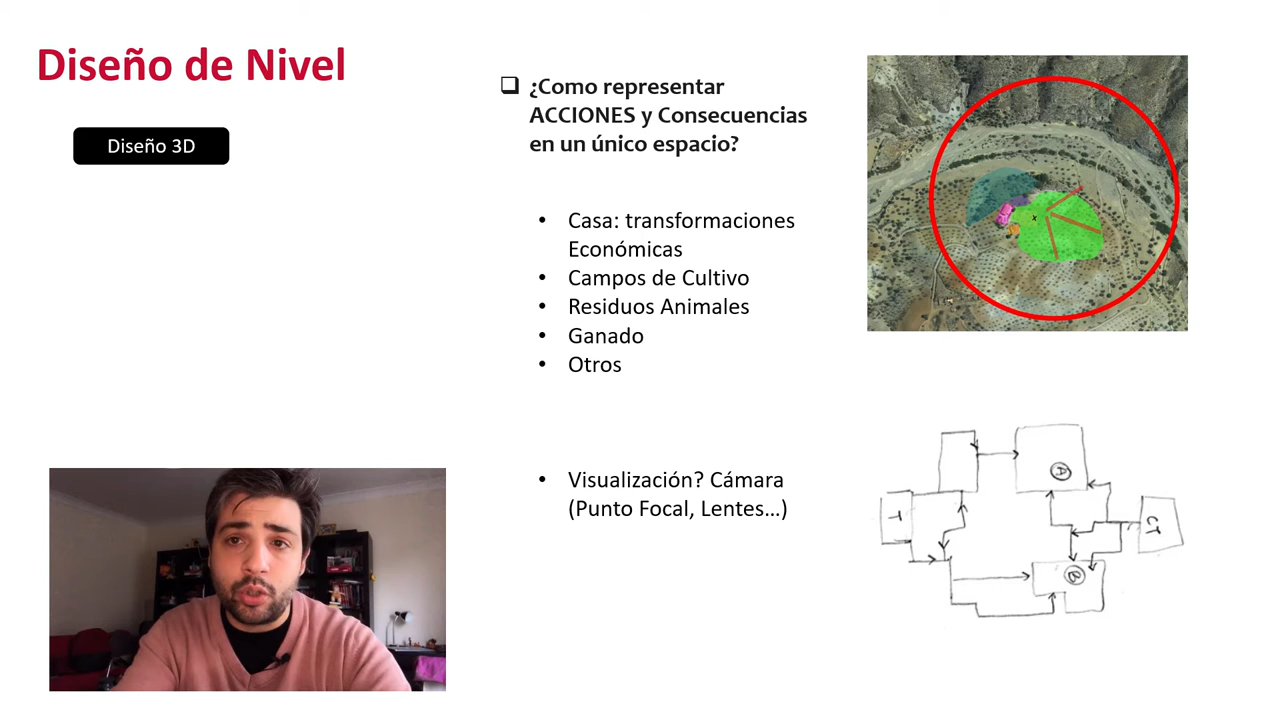 Diseño de Nivel
Diseño 3D
¿Como representar
ACCIONES y Consecuencias
en un único espacio?
• Casa: transformaciones
Económicas
• Campos de Cultivo
• Residuos Animales
• Ganado
• Otros
• Visualización? Cámara
(Punto Focal, Lentes...)
x
A
T
CT
B